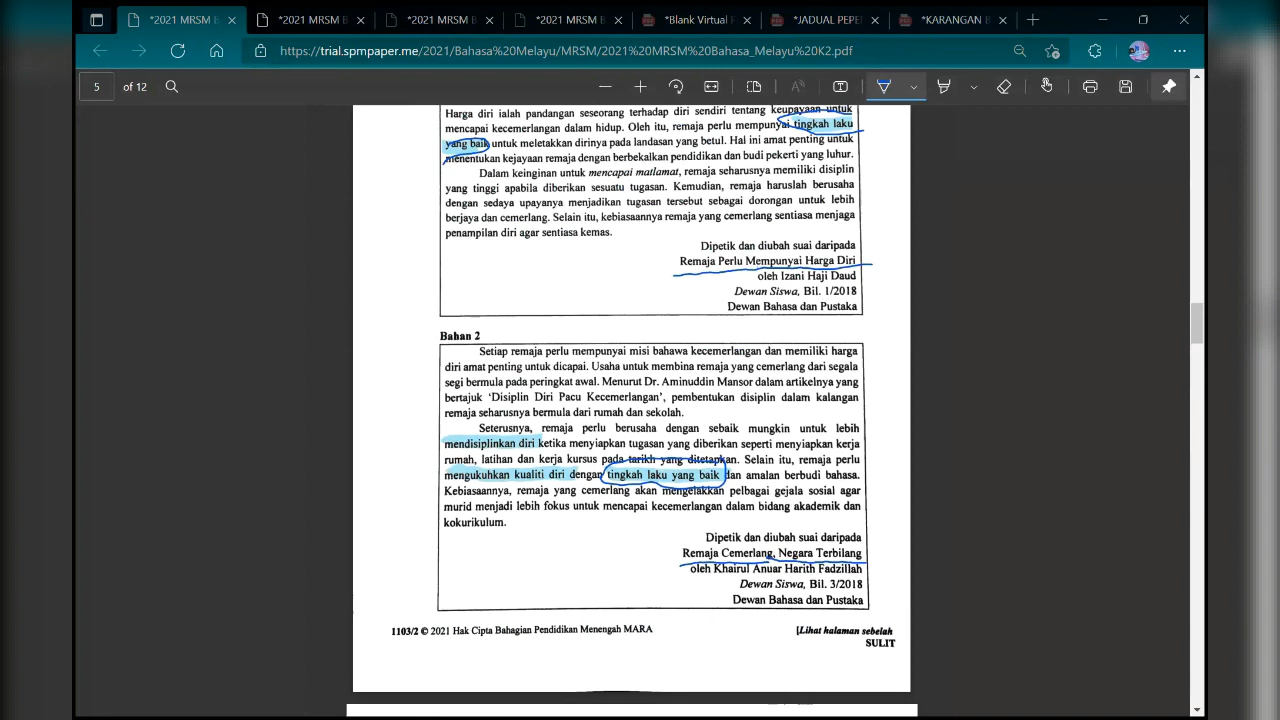 *2021 MRSM B
*2021 MRSM B
*2021 MRSM B
*2021 MRSM B
*Blank Virtual F
*JADUAL PEPE
*KARANGAN B
https://trial.spmpaper.me/2021/Bahasa%20Melayu/MRSM/2021%20MRSM%20Bahasa_Melayu%20K2.pdf
5 of 12
Harga diri ialah pandangan seseorang terhadap diri sendiri tentang keupayaan untuk
mencapai kecemerlangan dalam hidup. Oleh itu, remaja perlu mempunyai tingkah laku
yang baik untuk meletakkan dirinya pada landasan yang betul. Hal ini amat penting untuk
menentukan kejayaan remaja dengan berbekalkan pendidikan dan budi pekerti yang luhur.
Dalam keinginan untuk mencapai matlamat, remaja seharusnya memiliki disiplin
yang tinggi apabila diberikan sesuatu tugasan. Kemudian, remaja haruslah berusaha
dengan sedaya upayanya menjadikan tugasan tersebut sebagai dorongan untuk lebih
berjaya dan cemerlang. Selain itu, kebiasaannya remaja yang cemerlang sentiasa menjaga
penampilan diri agar sentiasa kemas.
Dipetik dan diubah suai daripada
Remaja Perlu Mempunyai Harga Diri
oleh Izani Haji Daud
Dewan Siswa, Bil. 1/2018
Dewan Bahasa dan Pustaka
Bahan 2
Setiap remaja perlu mempunyai misi bahawa kecemerlangan dan memiliki harga
diri amat penting untuk dicapai. Usaha untuk membina remaja yang cemerlang dari segala
segi bermula pada peringkat awal. Menurut Dr. Aminuddin Mansor dalam artikelnya yang
bertajuk ‘Disiplin Diri Pacu Kecemerlangan’, pembentukan disiplin dalam kalangan
remaja seharusnya bermula dari rumah dan sekolah.
Seterusnya, remaja perlu berusaha dengan sebaik mungkin untuk lebih
mendisiplinkan diri ketika menyiapkan tugasan yang diberikan seperti menyiapkan kerja
rumah, latihan dan kerja kursus pada tarikh yang ditetapkan. Selain itu, remaja perlu
mengukuhkan kualiti diri dengan tingkah laku yang baik dan amalan berbudi bahasa.
Kebiasaannya, remaja yang cemerlang akan mengelakkan pelbagai gejala sosial agar
murid menjadi lebih fokus untuk mencapai kecemerlangan dalam bidang akademik dan
kokurikulum.
Dipetik dan diubah suai daripada
Remaja Cemerlang, Negara Terbilang
oleh Khairul Anuar Harith Fadzillah
Dewan Siswa, Bil. 3/2018
Dewan Bahasa dan Pustaka
1103/2 © 2021 Hak Cipta Bahagian Pendidikan Menengah MARA
[Lihat halaman sebelah
SULIT